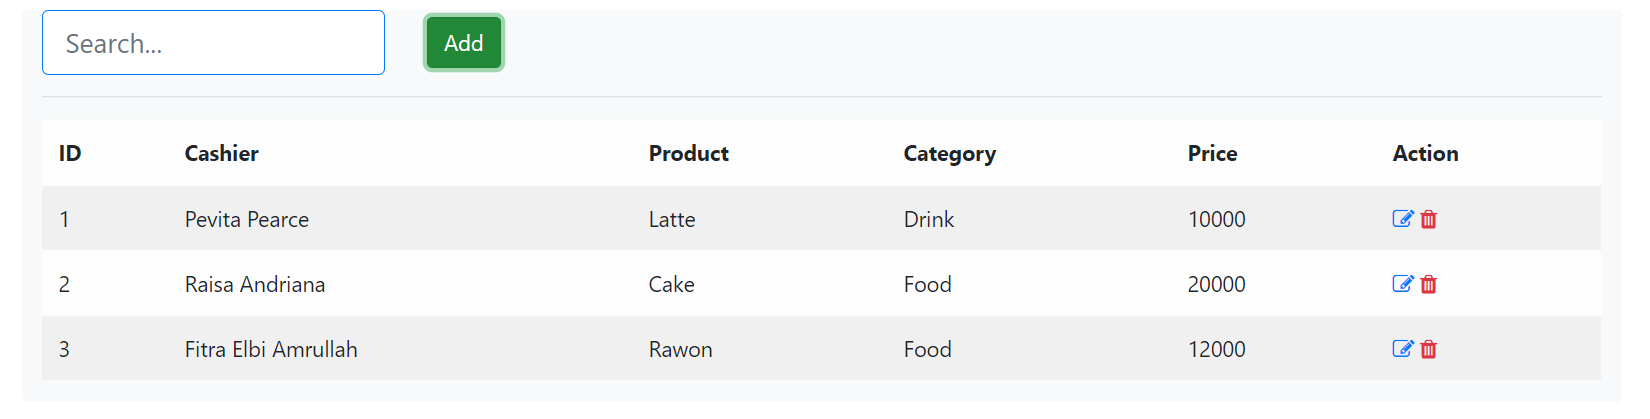 Search... Add
ID Cashier Product Category Price Action
1 Pevita Pearce Latte Drink 10000
2 Raisa Andriana Cake Food 20000
3 Fitra Elbi Amrullah Rawon Food 12000